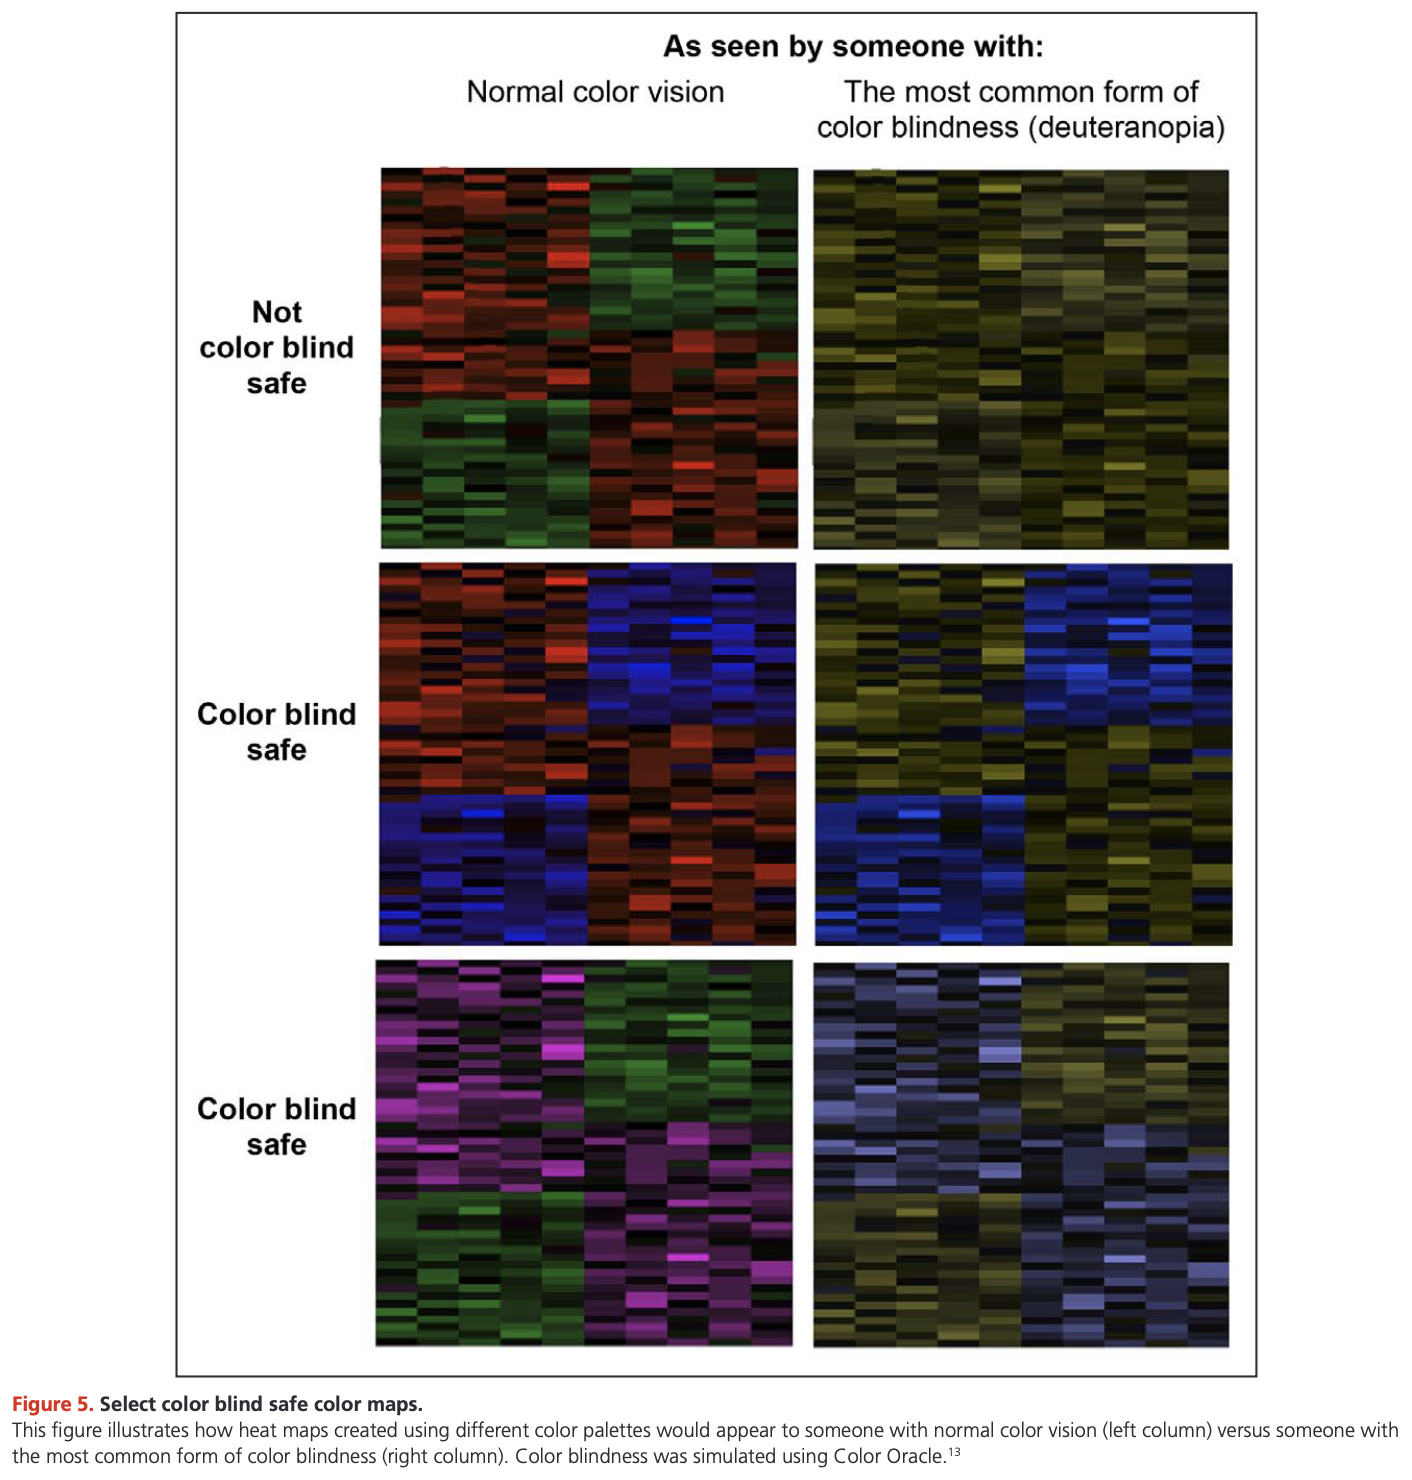 As seen by someone with:
Normal color vision
The most common form of
color blindness (deuteranopia)
Not
color blind
safe
Color blind
safe
Color blind
safe
Figure 5. Select color blind safe color maps.
This figure illustrates how heat maps created using different color palettes would appear to someone with normal color vision (left column) versus someone with
the most common form of color blindness (right column). Color blindness was simulated using Color Oracle.¹³